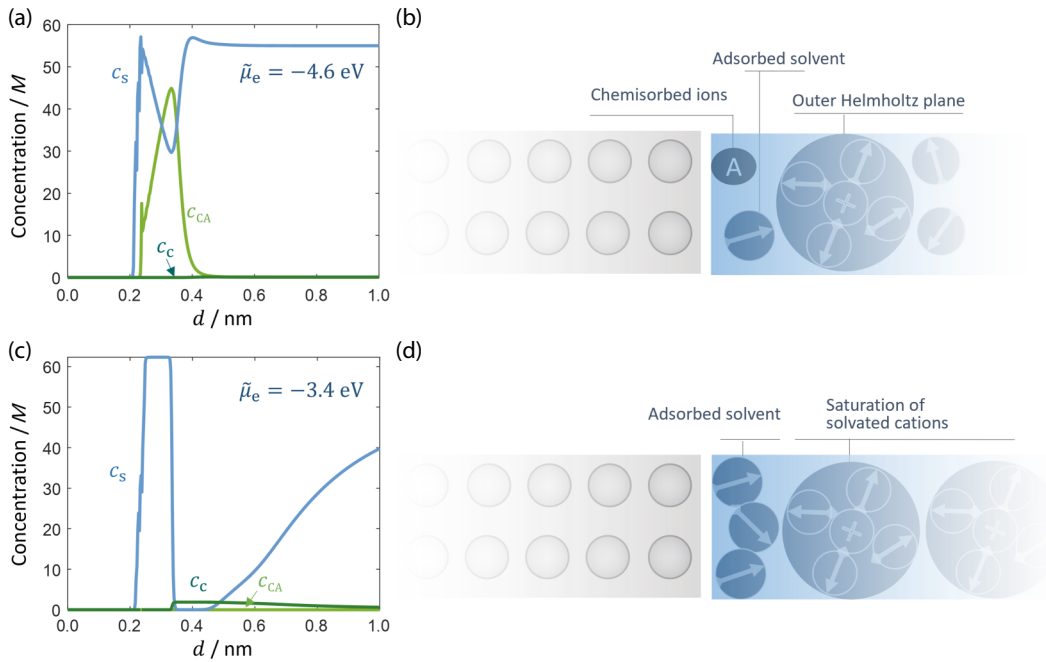 (a)
60
50
40
30
20
10
0
Concentration / M
c_s
μ̃_e = −4.6 eV
c_CA
c_c
0.0 0.2 0.4 0.6 0.8 1.0
d / nm
(b)
Adsorbed solvent
Chemisorbed ions
Outer Helmholtz plane
A
+
(c)
60
50
40
30
20
10
0
Concentration / M
μ̃_e = −3.4 eV
c_s
c_c
c_CA
0.0 0.2 0.4 0.6 0.8 1.0
d / nm
(d)
Saturation of
solvated cations
Adsorbed solvent
+
+